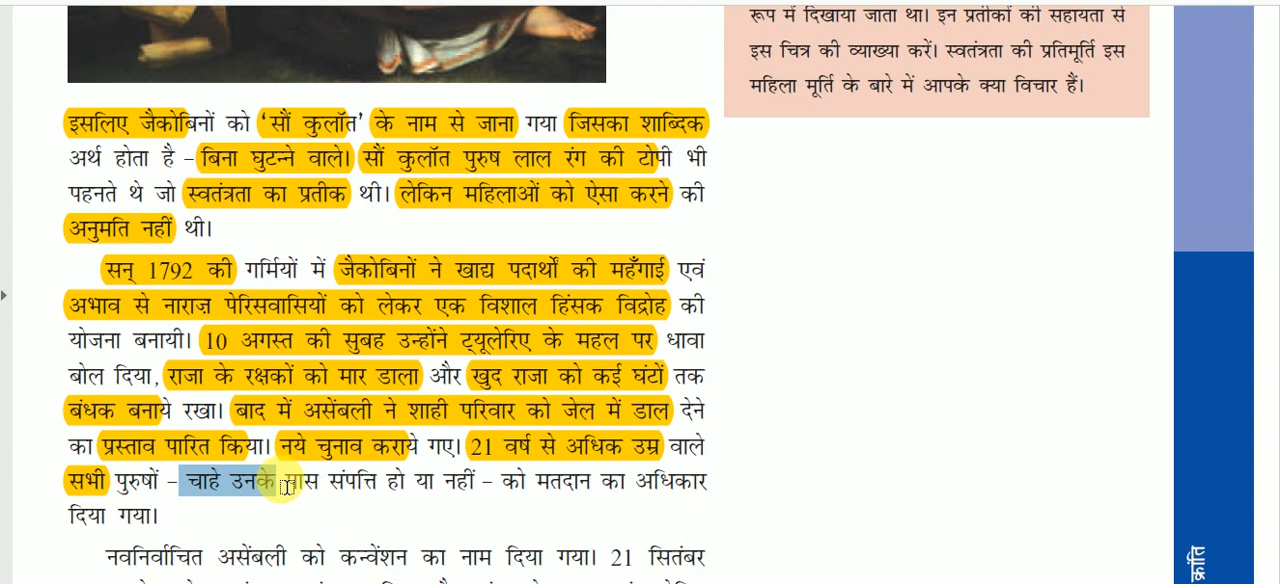 रूप में दिखाया जाता था। इन प्रतीकों की सहायता से
इस चित्र की व्याख्या करें। स्वतंत्रता की प्रतिमूर्ति इस
महिला मूर्ति के बारे में आपके क्या विचार हैं।
इसलिए जैकोबिनों को ‘सौं कुलॉत’ के नाम से जाना गया जिसका शाब्दिक
अर्थ होता है – बिना घुटन्ने वाले। सौं कुलॉत पुरुष लाल रंग की टोपी भी
पहनते थे जो स्वतंत्रता का प्रतीक थी। लेकिन महिलाओं को ऐसा करने की
अनुमति नहीं थी।
सन् 1792 की गर्मियों में जैकोबिनों ने खाद्य पदार्थों की महँगाई एवं
अभाव से नाराज़ पेरिसवासियों को लेकर एक विशाल हिंसक विद्रोह की
योजना बनायी। 10 अगस्त की सुबह उन्होंने ट्यूलेरिए के महल पर धावा
बोल दिया, राजा के रक्षकों को मार डाला और खुद राजा को कई घंटों तक
बंधक बनाये रखा। बाद में असेंबली ने शाही परिवार को जेल में डाल देने
का प्रस्ताव पारित किया। नये चुनाव कराये गए। 21 वर्ष से अधिक उम्र वाले
सभी पुरुषों – चाहे उनके पास संपत्ति हो या नहीं – को मतदान का अधिकार
दिया गया।
नवनिर्वाचित असेंबली को कन्वेंशन का नाम दिया गया। 21 सितंबर
क्रांति